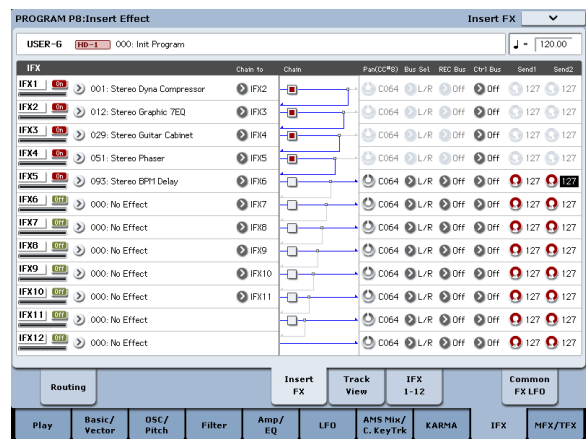 PROGRAM P8:Insert Effect Insert FX
USER-G HD-1 000: Init Program ♩ = 120.00
IFX Chain to Chain Pan(CC#8) Bus Sel. REC Bus Ctrl Bus Send1 Send2
IFX1 On 001: Stereo Dyna Compressor IFX2 C064 L/R Off Off 127 127
IFX2 On 012: Stereo Graphic 7EQ IFX3 C064 L/R Off Off 127 127
IFX3 On 029: Stereo Guitar Cabinet IFX4 C064 L/R Off Off 127 127
IFX4 On 051: Stereo Phaser IFX5 C064 L/R Off Off 127 127
IFX5 On 093: Stereo BPM Delay IFX6 C064 L/R Off Off 127 127
IFX6 Off 000: No Effect IFX7 C064 L/R Off Off 127 127
IFX7 Off 000: No Effect IFX8 C064 L/R Off Off 127 127
IFX8 Off 000: No Effect IFX9 C064 L/R Off Off 127 127
IFX9 Off 000: No Effect IFX10 C064 L/R Off Off 127 127
IFX10 Off 000: No Effect IFX11 C064 L/R Off Off 127 127
IFX11 Off 000: No Effect C064 L/R Off Off 127 127
IFX12 Off 000: No Effect C064 L/R Off Off 127 127
Routing Insert FX Track View IFX 1-12 Common FX LFO
Play Basic/Vector OSC/Pitch Filter Amp/EQ LFO AMS Mix/C. KeyTrk KARMA IFX MFX/TFX